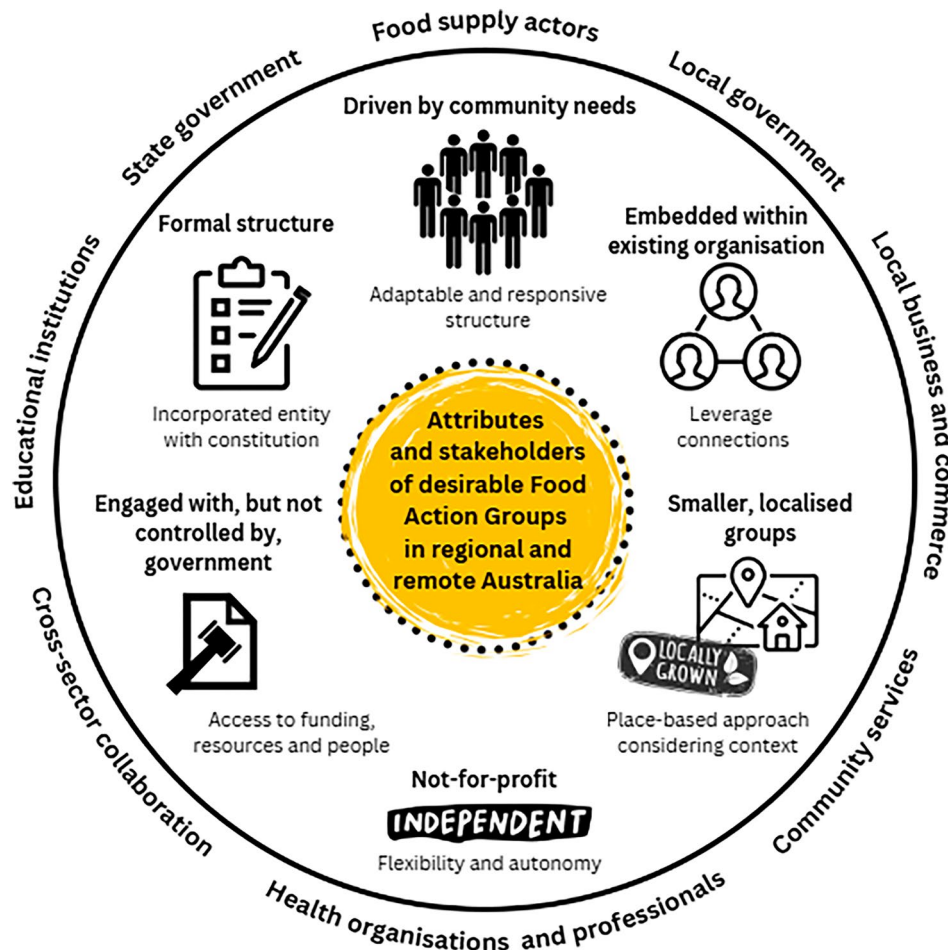 Food supply actors
State government
Local government
Educational institutions
Local business and commerce
Cross-sector collaboration
Community services
Health organisations and professionals
Driven by community needs
Adaptable and responsive
structure
Formal structure
Incorporated entity
with constitution
Embedded within
existing organisation
Leverage
connections
Attributes
and stakeholders
of desirable Food
Action Groups
in regional and
remote Australia
Engaged with, but not
controlled by,
government
Access to funding,
resources and people
Smaller, localised
groups
LOCALLY
GROWN
Place-based approach
considering context
Not-for-profit
INDEPENDENT
Flexibility and autonomy